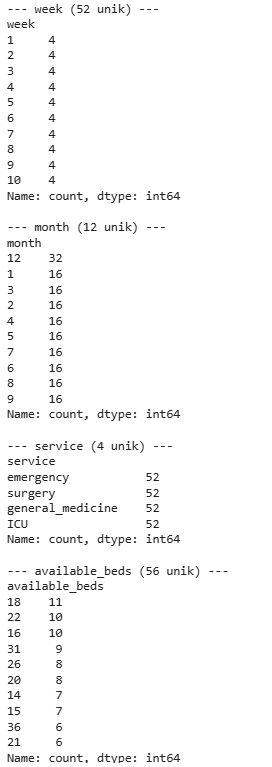 --- week (52 unik) ---
week
1     4
2     4
3     4
4     4
5     4
6     4
7     4
8     4
9     4
10    4
Name: count, dtype: int64
--- month (12 unik) ---
month
12    32
1     16
3     16
2     16
4     16
5     16
7     16
6     16
8     16
9     16
Name: count, dtype: int64
--- service (4 unik) ---
service
emergency           52
surgery             52
general_medicine    52
ICU                 52
Name: count, dtype: int64
--- available_beds (56 unik) ---
available_beds
18    11
22    10
16    10
31     9
26     8
20     8
14     7
15     7
36     6
21     6
Name: count, dtype: int64